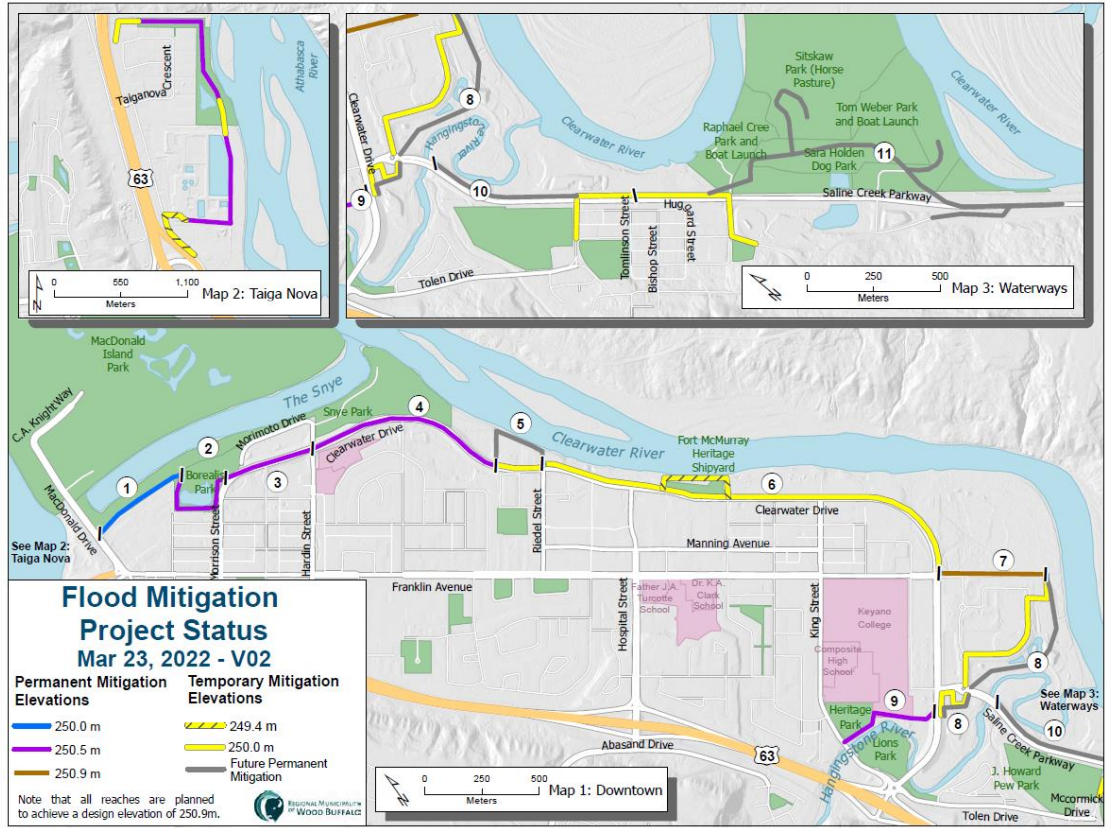 Taiganova
Crescent
Athabasca
River
63
0 550 1,100
Meters
N
Map 2: Taiga Nova
Clearwater Drive
8
Hangingstone
River
Clearwater River
Raphael Cree
Park and
Boat Launch
Sitskaw
Park (Horse
Pasture)
Tom Weber Park
and Boat Launch
Sara Holden
Dog Park
11
Clearwater
River
9
10
Saline Creek Parkway
Huggard Street
Tomlinson Street
Bishop Street
Tolen Drive
N
0 250 500
Meters
Map 3: Waterways
MacDonald
Island
Park
C.A. Knight Way
The Snye
Snye Park
4
2
Morimoto Drive
Clearwater Drive
5
Clearwater River
Fort McMurray
Heritage
Shipyard
1
Borealis
Park
3
6
MacDonald Drive
Morrison Street
Hardin Street
Riedel Street
Clearwater Drive
Manning Avenue
See Map 2:
Taiga Nova
7
Franklin Avenue
Hospital Street
Father J.A.
Turcotte
School
Dr. K.A.
Clark
School
King Street
Keyano
College
Composite
High
School
8
See Map 3:
Waterways
9
8
Heritage
Park
Saline Creek Parkway
10
Hangingstone River
Lions
Park
Abasand Drive
63
J. Howard
Pew Park
Mccormick
Drive
Tolen Drive
N
0 250 500
Meters
Map 1: Downtown
Flood Mitigation
Project Status
Mar 23, 2022 - V02
Permanent Mitigation
Elevations
250.0 m
250.5 m
250.9 m
Temporary Mitigation
Elevations
249.4 m
250.0 m
Future Permanent
Mitigation
Note that all reaches are planned
to achieve a design elevation of 250.9m.
REGIONAL MUNICIPALITY
OF WOOD BUFFALO